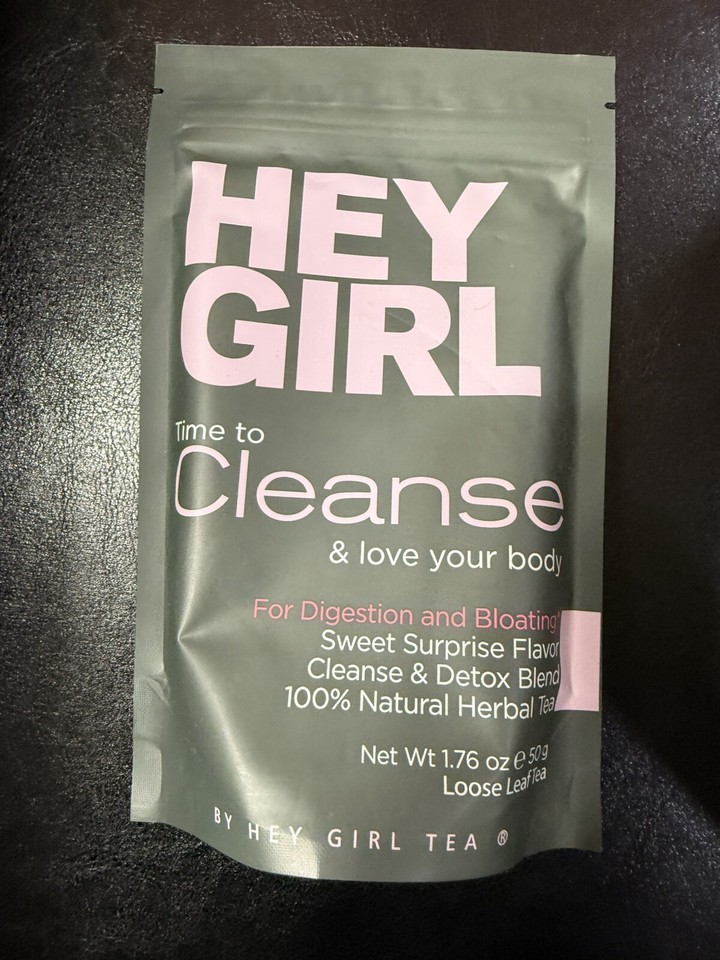 HEY
GIRL
Time to
Cleanse
& love your body
For Digestion and Bloating*
Sweet Surprise Flavor
Cleanse & Detox Blend
100% Natural Herbal Tea
Net Wt 1.76 oz ℮ 50g
Loose Leaf Tea
BY HEY GIRL TEA ®